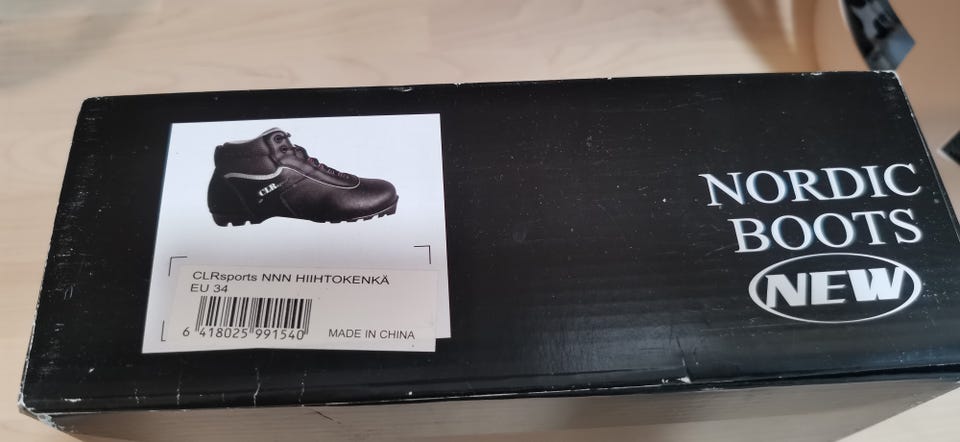 CLR
CLRsports NNN HIIHTOKENKÄ
EU 34
6 418025 991540
MADE IN CHINA
NORDIC
BOOTS
NEW